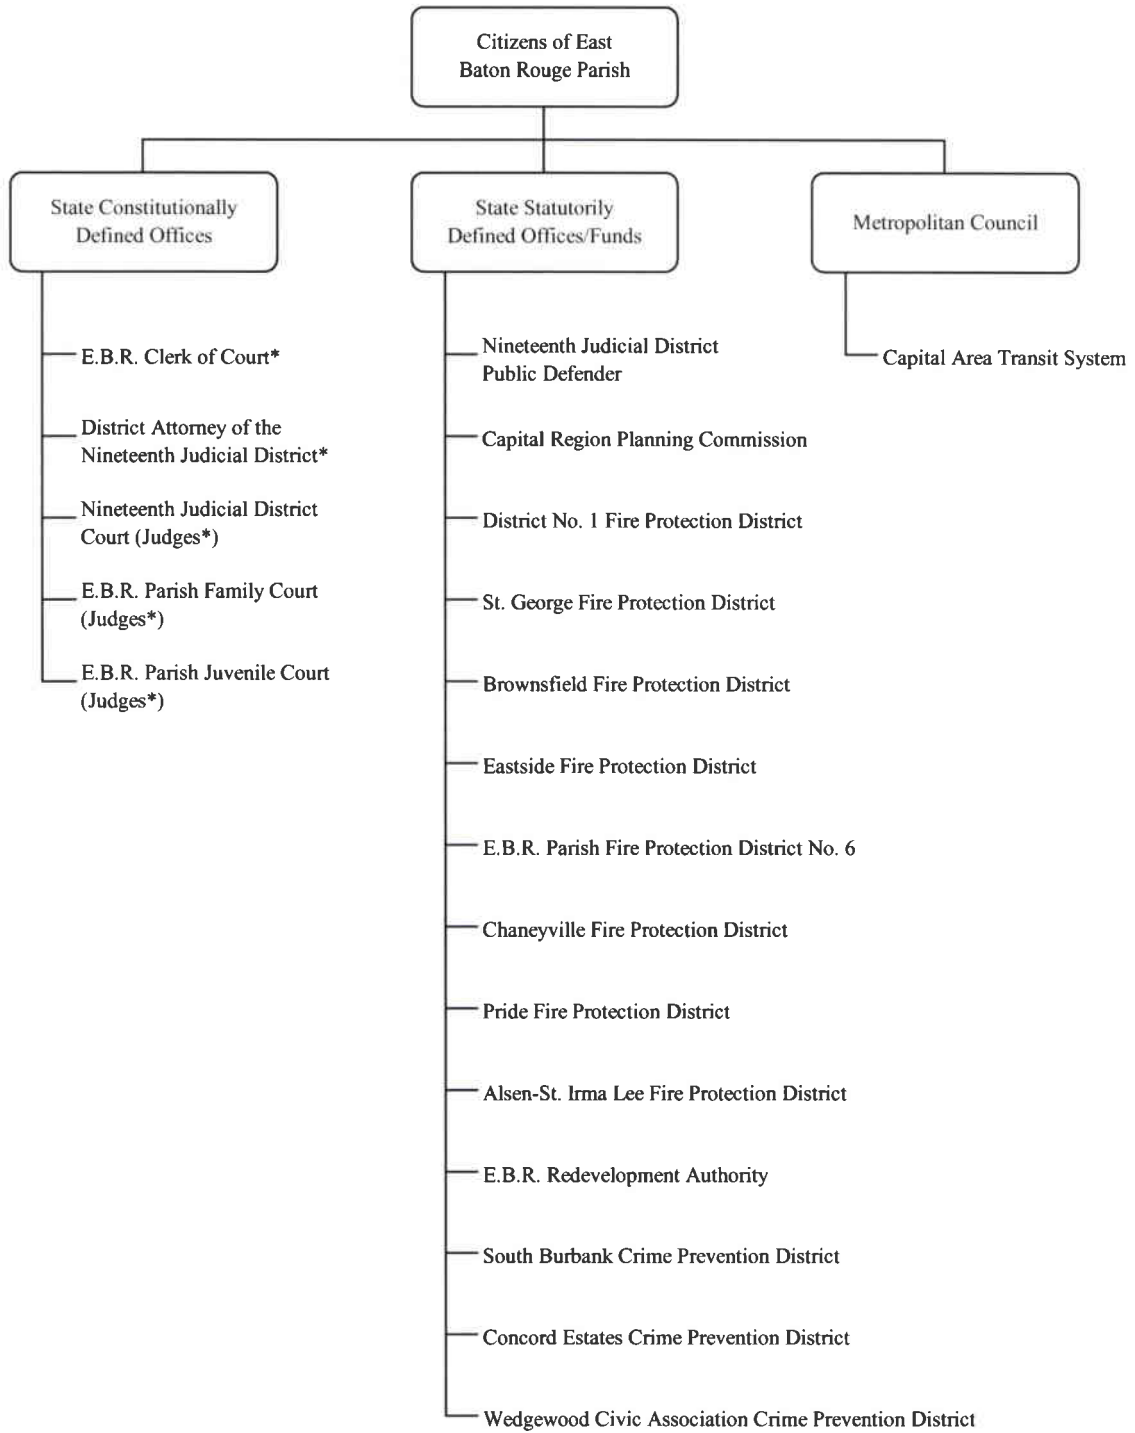 Citizens of East
Baton Rouge Parish
State Constitutionally
Defined Offices
E.B.R. Clerk of Court*
District Attorney of the
Nineteenth Judicial District*
Nineteenth Judicial District
Court (Judges*)
E.B.R. Parish Family Court
(Judges*)
E.B.R. Parish Juvenile Court
(Judges*)
State Statutorily
Defined Offices/Funds
Nineteenth Judicial District
Public Defender
Capital Region Planning Commission
District No. 1 Fire Protection District
St. George Fire Protection District
Brownsfield Fire Protection District
Eastside Fire Protection District
E.B.R. Parish Fire Protection District No. 6
Chaneyville Fire Protection District
Pride Fire Protection District
Alsen-St. Irma Lee Fire Protection District
E.B.R. Redevelopment Authority
South Burbank Crime Prevention District
Concord Estates Crime Prevention District
Wedgewood Civic Association Crime Prevention District
Metropolitan Council
Capital Area Transit System